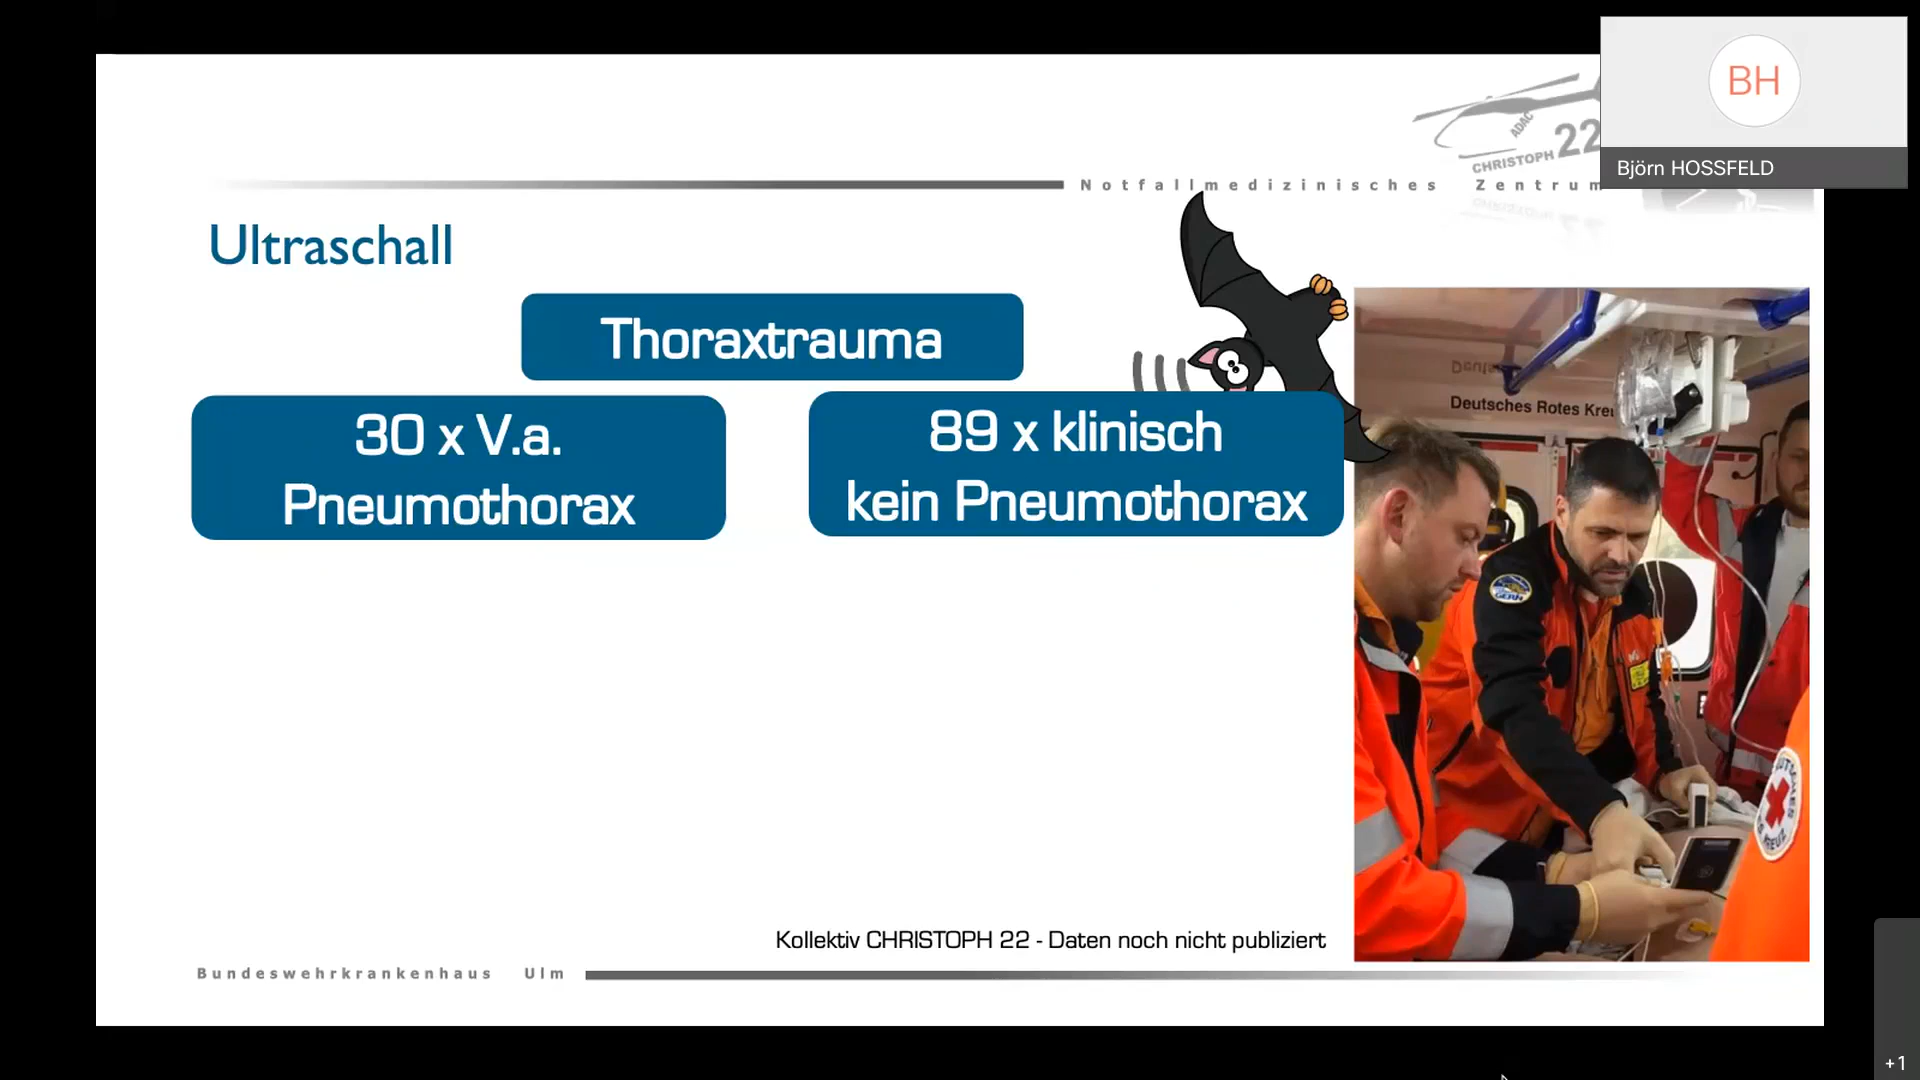 BH
Björn HOSSFELD
ADAC
CHRISTOPH 22
Notfallmedizinisches Zentrum
Ultraschall
Thoraxtrauma
30 x V.a.
Pneumothorax
89 x klinisch
kein Pneumothorax
Deutsches Rotes Kreu
Kollektiv CHRISTOPH 22 - Daten noch nicht publiziert
Bundeswehrkrankenhaus Ulm
+1